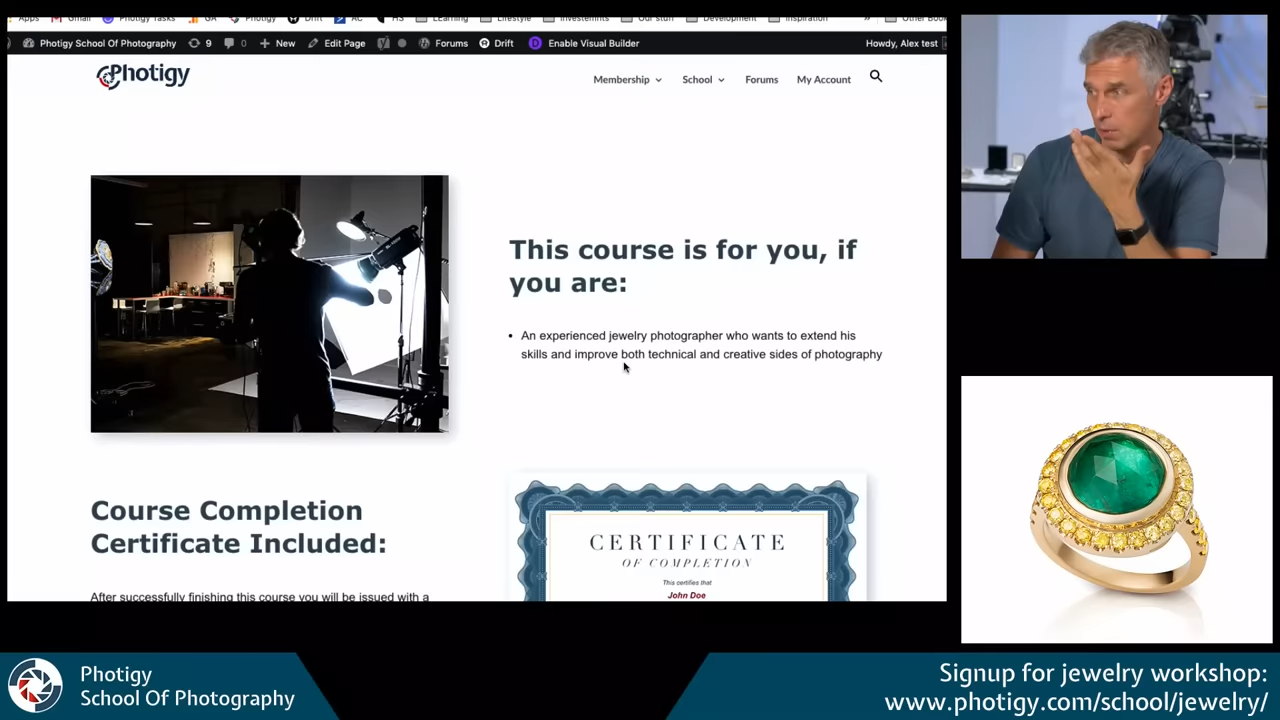 Apps Gmail Photigy Tasks GA Photigy Drift AC HS LEarning Lifestyle Investemnts Our stuff Development Inspiration » Other Book
Photigy School Of Photography 9 0 New Edit Page Forums Drift Enable Visual Builder Howdy, Alex test
Photigy Membership School Forums My Account
This course is for you, if
you are:
• An experienced jewelry photographer who wants to extend his
skills and improve both technical and creative sides of photography
Course Completion
Certificate Included:
After successfully finishing this course you will be issued with a
CERTIFICATE
OF COMPLETION
This certifies that
John Doe
Photigy
School Of Photography
Signup for jewelry workshop:
www.photigy.com/school/jewelry/